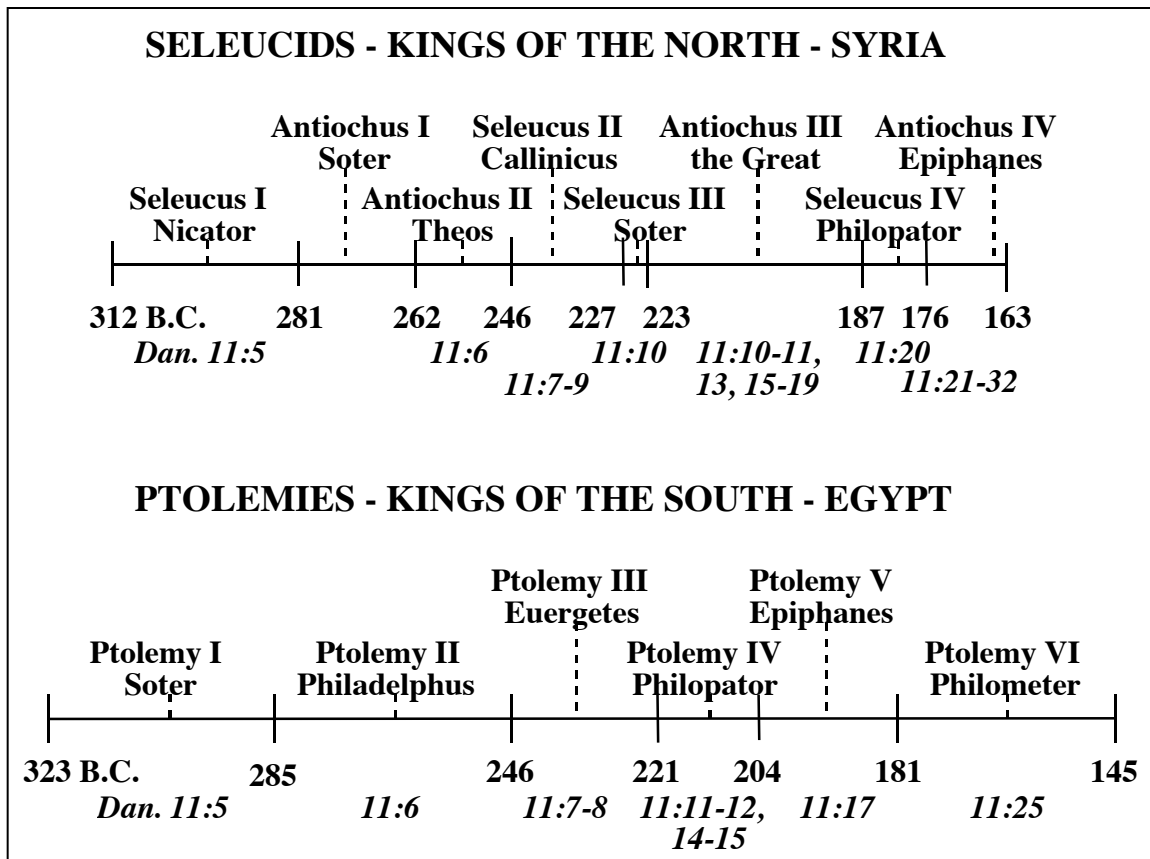 SELEUCIDS - KINGS OF THE NORTH - SYRIA
Antiochus I Seleucus II Antiochus III Antiochus IV
Soter Callinicus the Great Epiphanes
Seleucus I Antiochus II Seleucus III Seleucus IV
Nicator Theos Soter Philopator
312 B.C. 281 262 246 227 223 187 176 163
Dan. 11:5 11:6 11:10 11:10-11, 11:20
11:7-9 13, 15-19 11:21-32
PTOLEMIES - KINGS OF THE SOUTH - EGYPT
Ptolemy III Ptolemy V
Euergetes Epiphanes
Ptolemy I Ptolemy II Ptolemy IV Ptolemy VI
Soter Philadelphus Philopator Philometer
323 B.C. 285 246 221 204 181 145
Dan. 11:5 11:6 11:7-8 11:11-12, 11:17 11:25
14-15